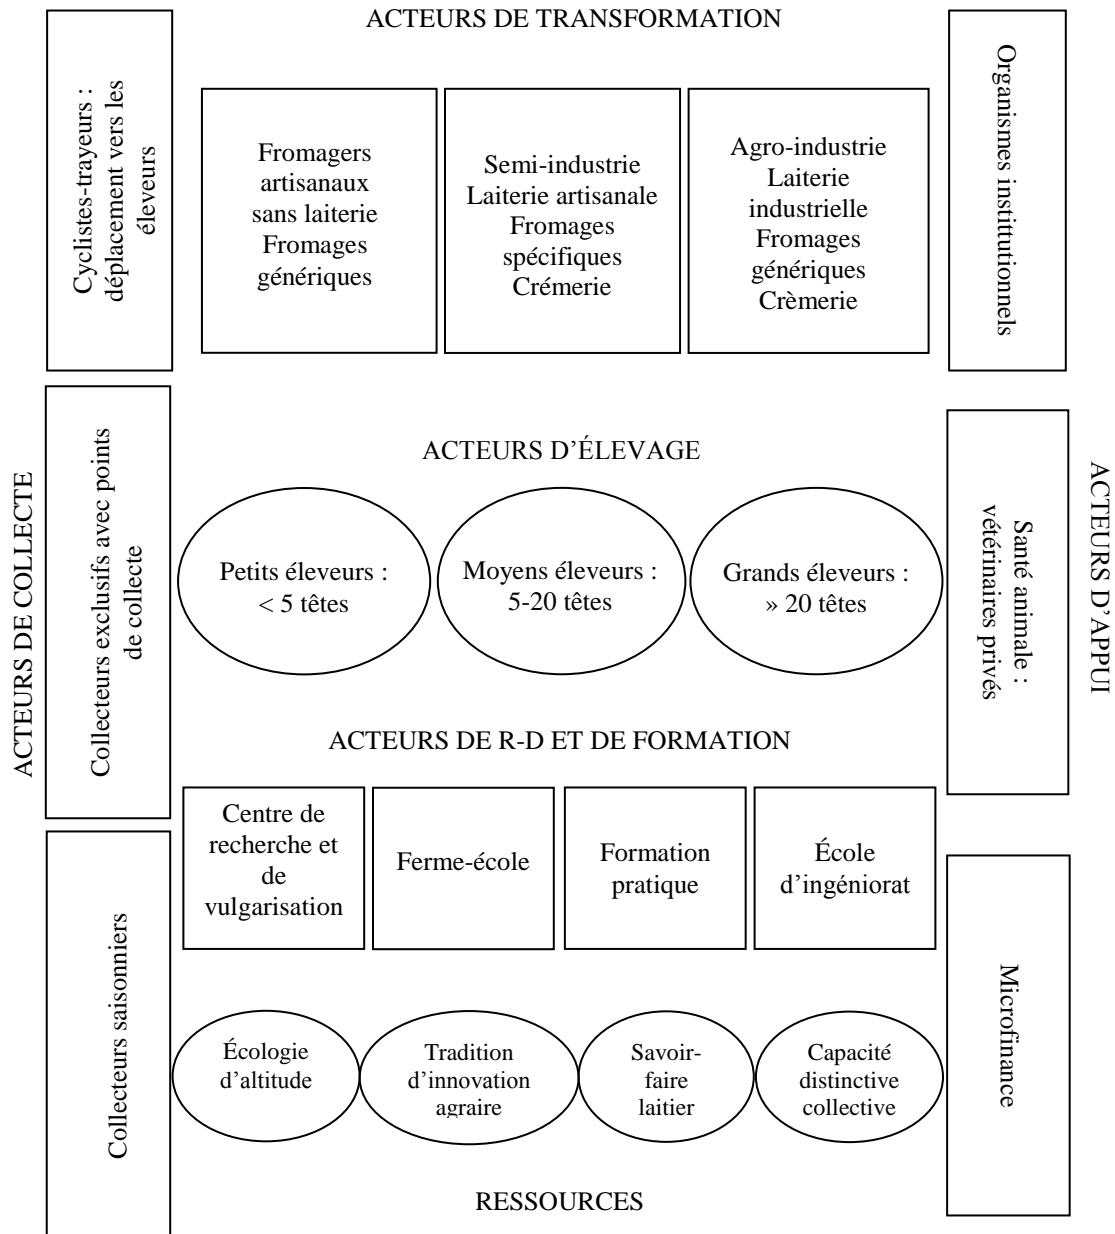 ACTEURS DE TRANSFORMATION
Cyclistes-trayeurs :
déplacement vers les
éleveurs
Fromagers
artisanaux
sans laiterie
Fromages
génériques
Semi-industrie
Laiterie artisanale
Fromages
spécifiques
Crémerie
Agro-industrie
Laiterie
industrielle
Fromages
génériques
Crèmerie
Organismes instittutionnels
ACTEURS DE COLLECTE
Collecteurs exclusifs avec points
de collecte
ACTEURS D’ÉLEVAGE
Petits éleveurs :
< 5 têtes
Moyens éleveurs :
5-20 têtes
Grands éleveurs :
» 20 têtes
Santé animale :
vétérinaires privés
ACTEURS D’APPUI
ACTEURS DE R-D ET DE FORMATION
Centre de
recherche et
de
vulgarisation
Ferme-école
Formation
pratique
École
d’ingéniorat
Collecteurs saisonniers
Écologie
d’altitude
Tradition
d’innovation
agraire
Savoir-
faire
laitier
Capacité
distinctive
collective
Microfinance
RESSOURCES